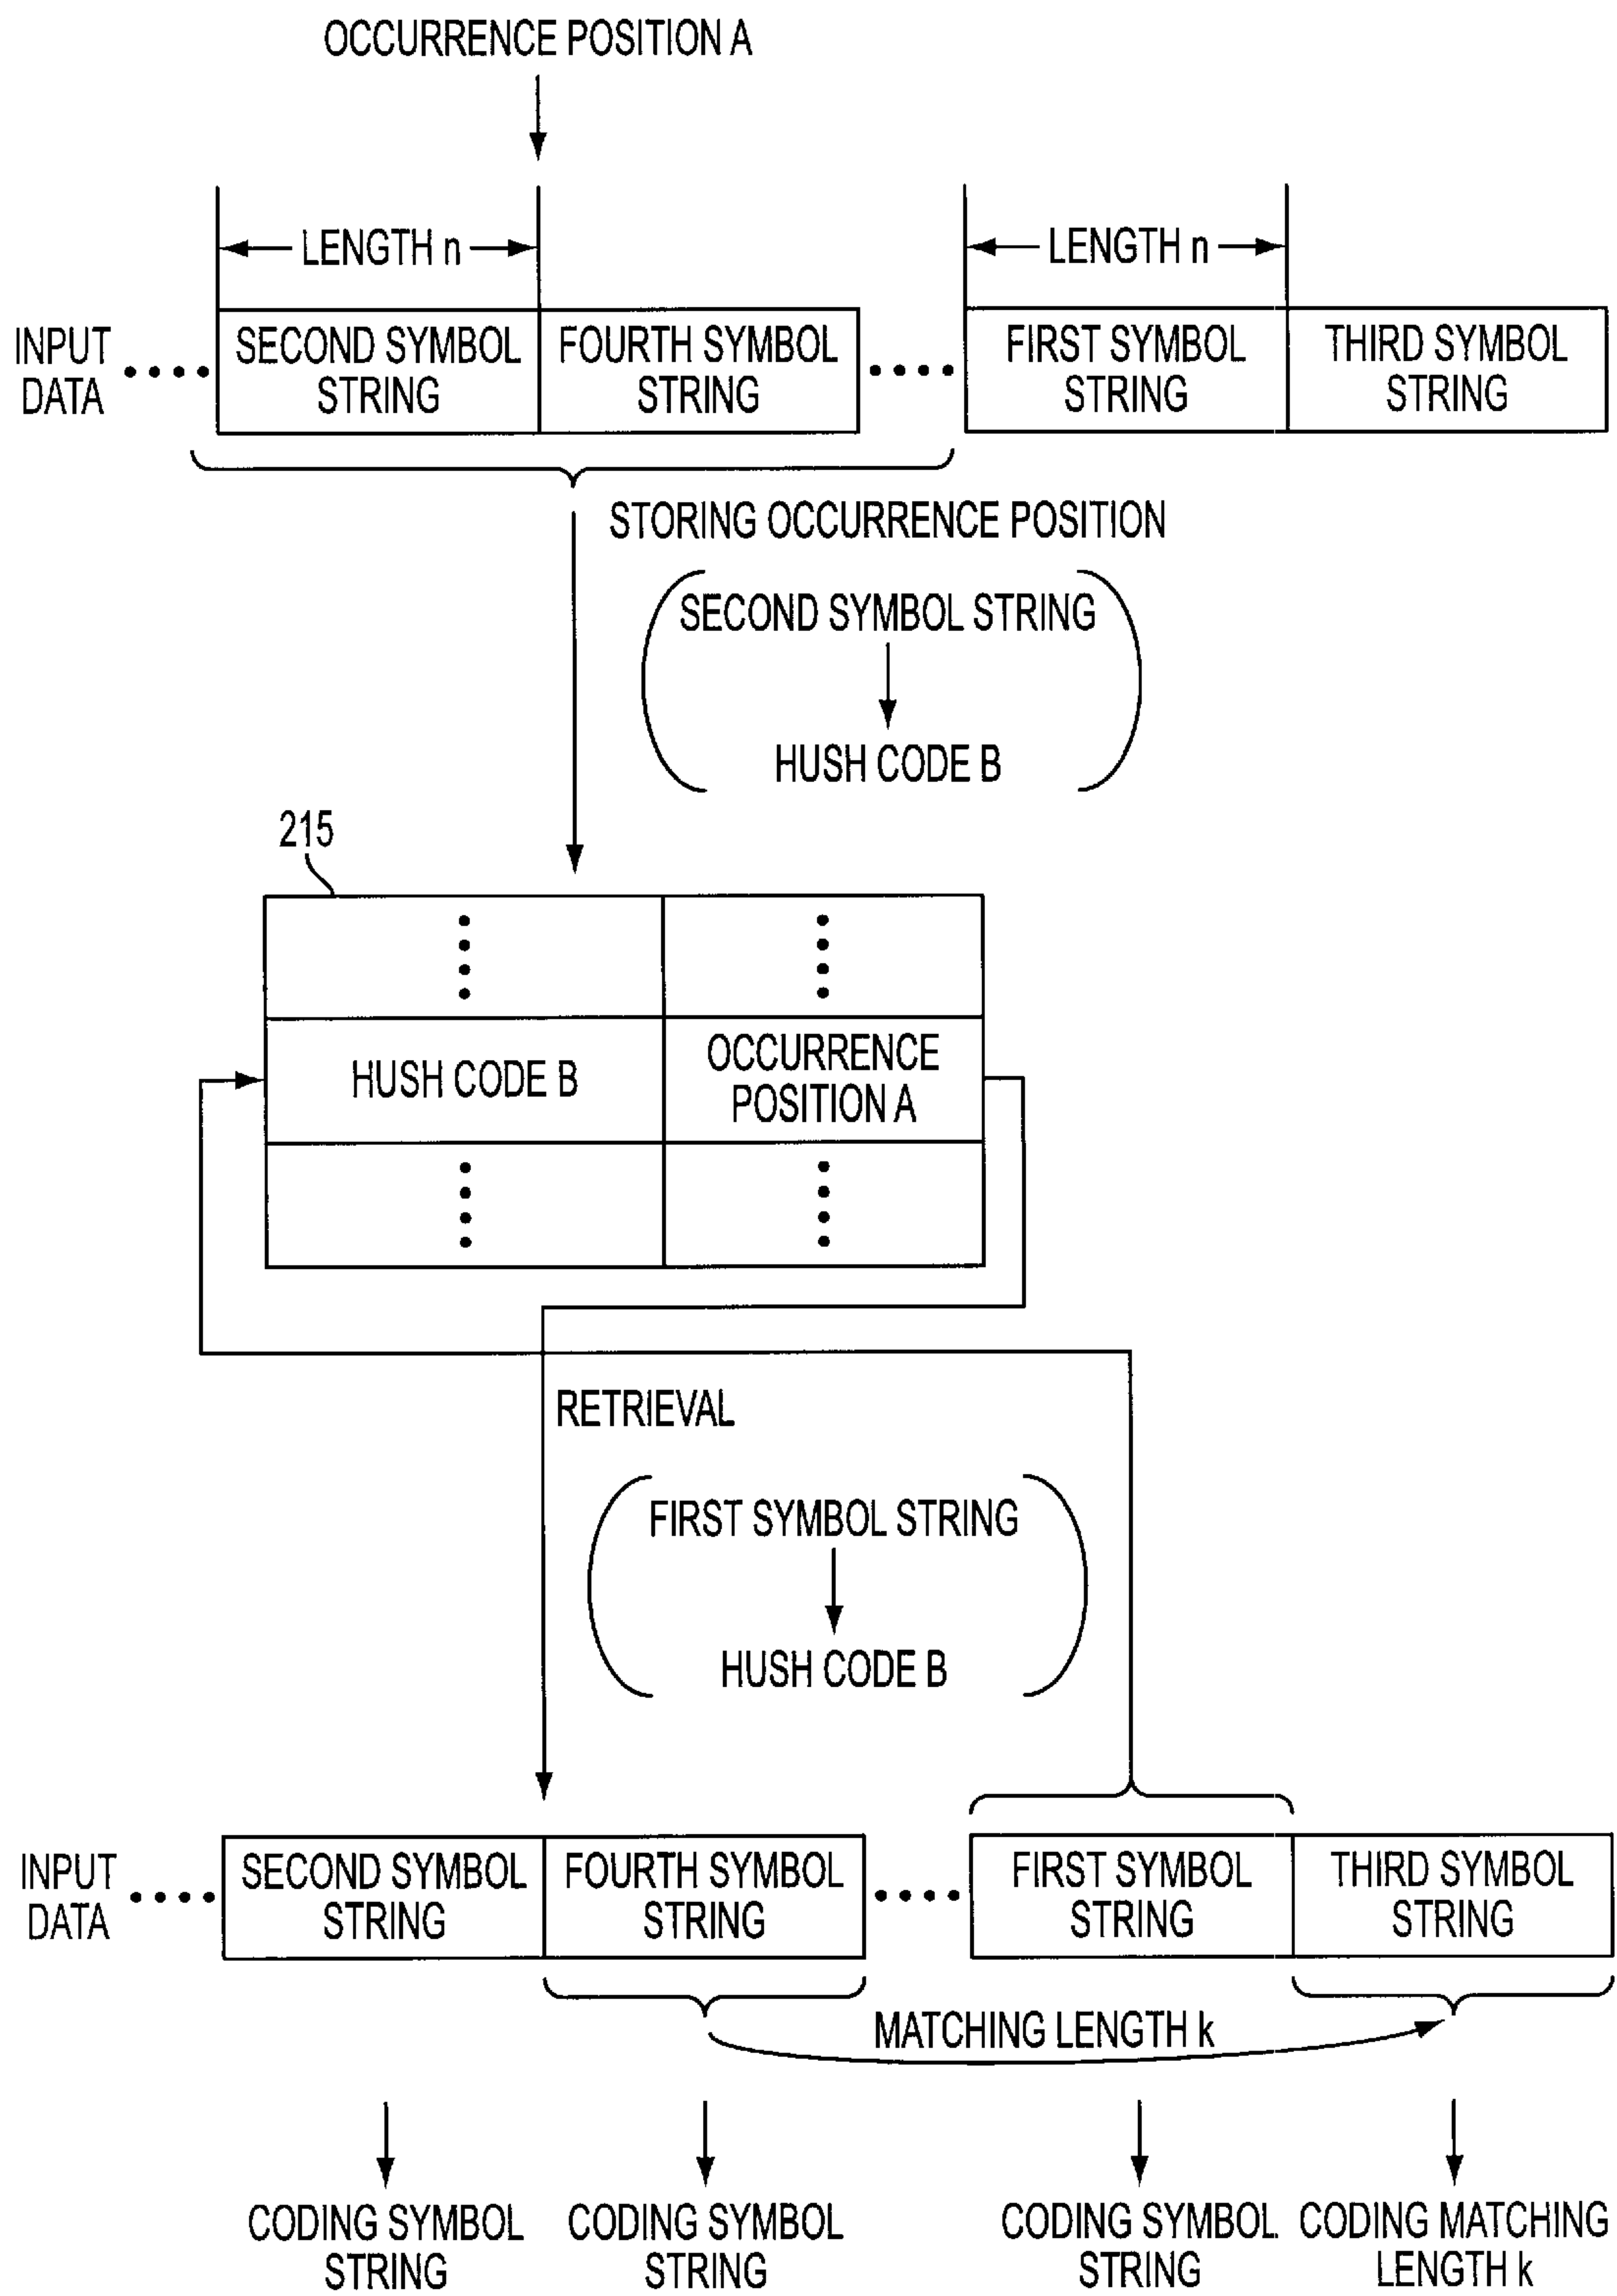 OCCURRENCE POSITION A
LENGTH n
LENGTH n
INPUT
DATA
SECOND SYMBOL
STRING
FOURTH SYMBOL
STRING
FIRST SYMBOL
STRING
THIRD SYMBOL
STRING
STORING OCCURRENCE POSITION
SECOND SYMBOL STRING
HUSH CODE B
215
HUSH CODE B
OCCURRENCE
POSITION A
RETRIEVAL
FIRST SYMBOL STRING
HUSH CODE B
INPUT
DATA
SECOND SYMBOL
STRING
FOURTH SYMBOL
STRING
FIRST SYMBOL
STRING
THIRD SYMBOL
STRING
MATCHING LENGTH k
CODING SYMBOL
STRING
CODING SYMBOL
STRING
CODING SYMBOL
STRING
CODING MATCHING
LENGTH k